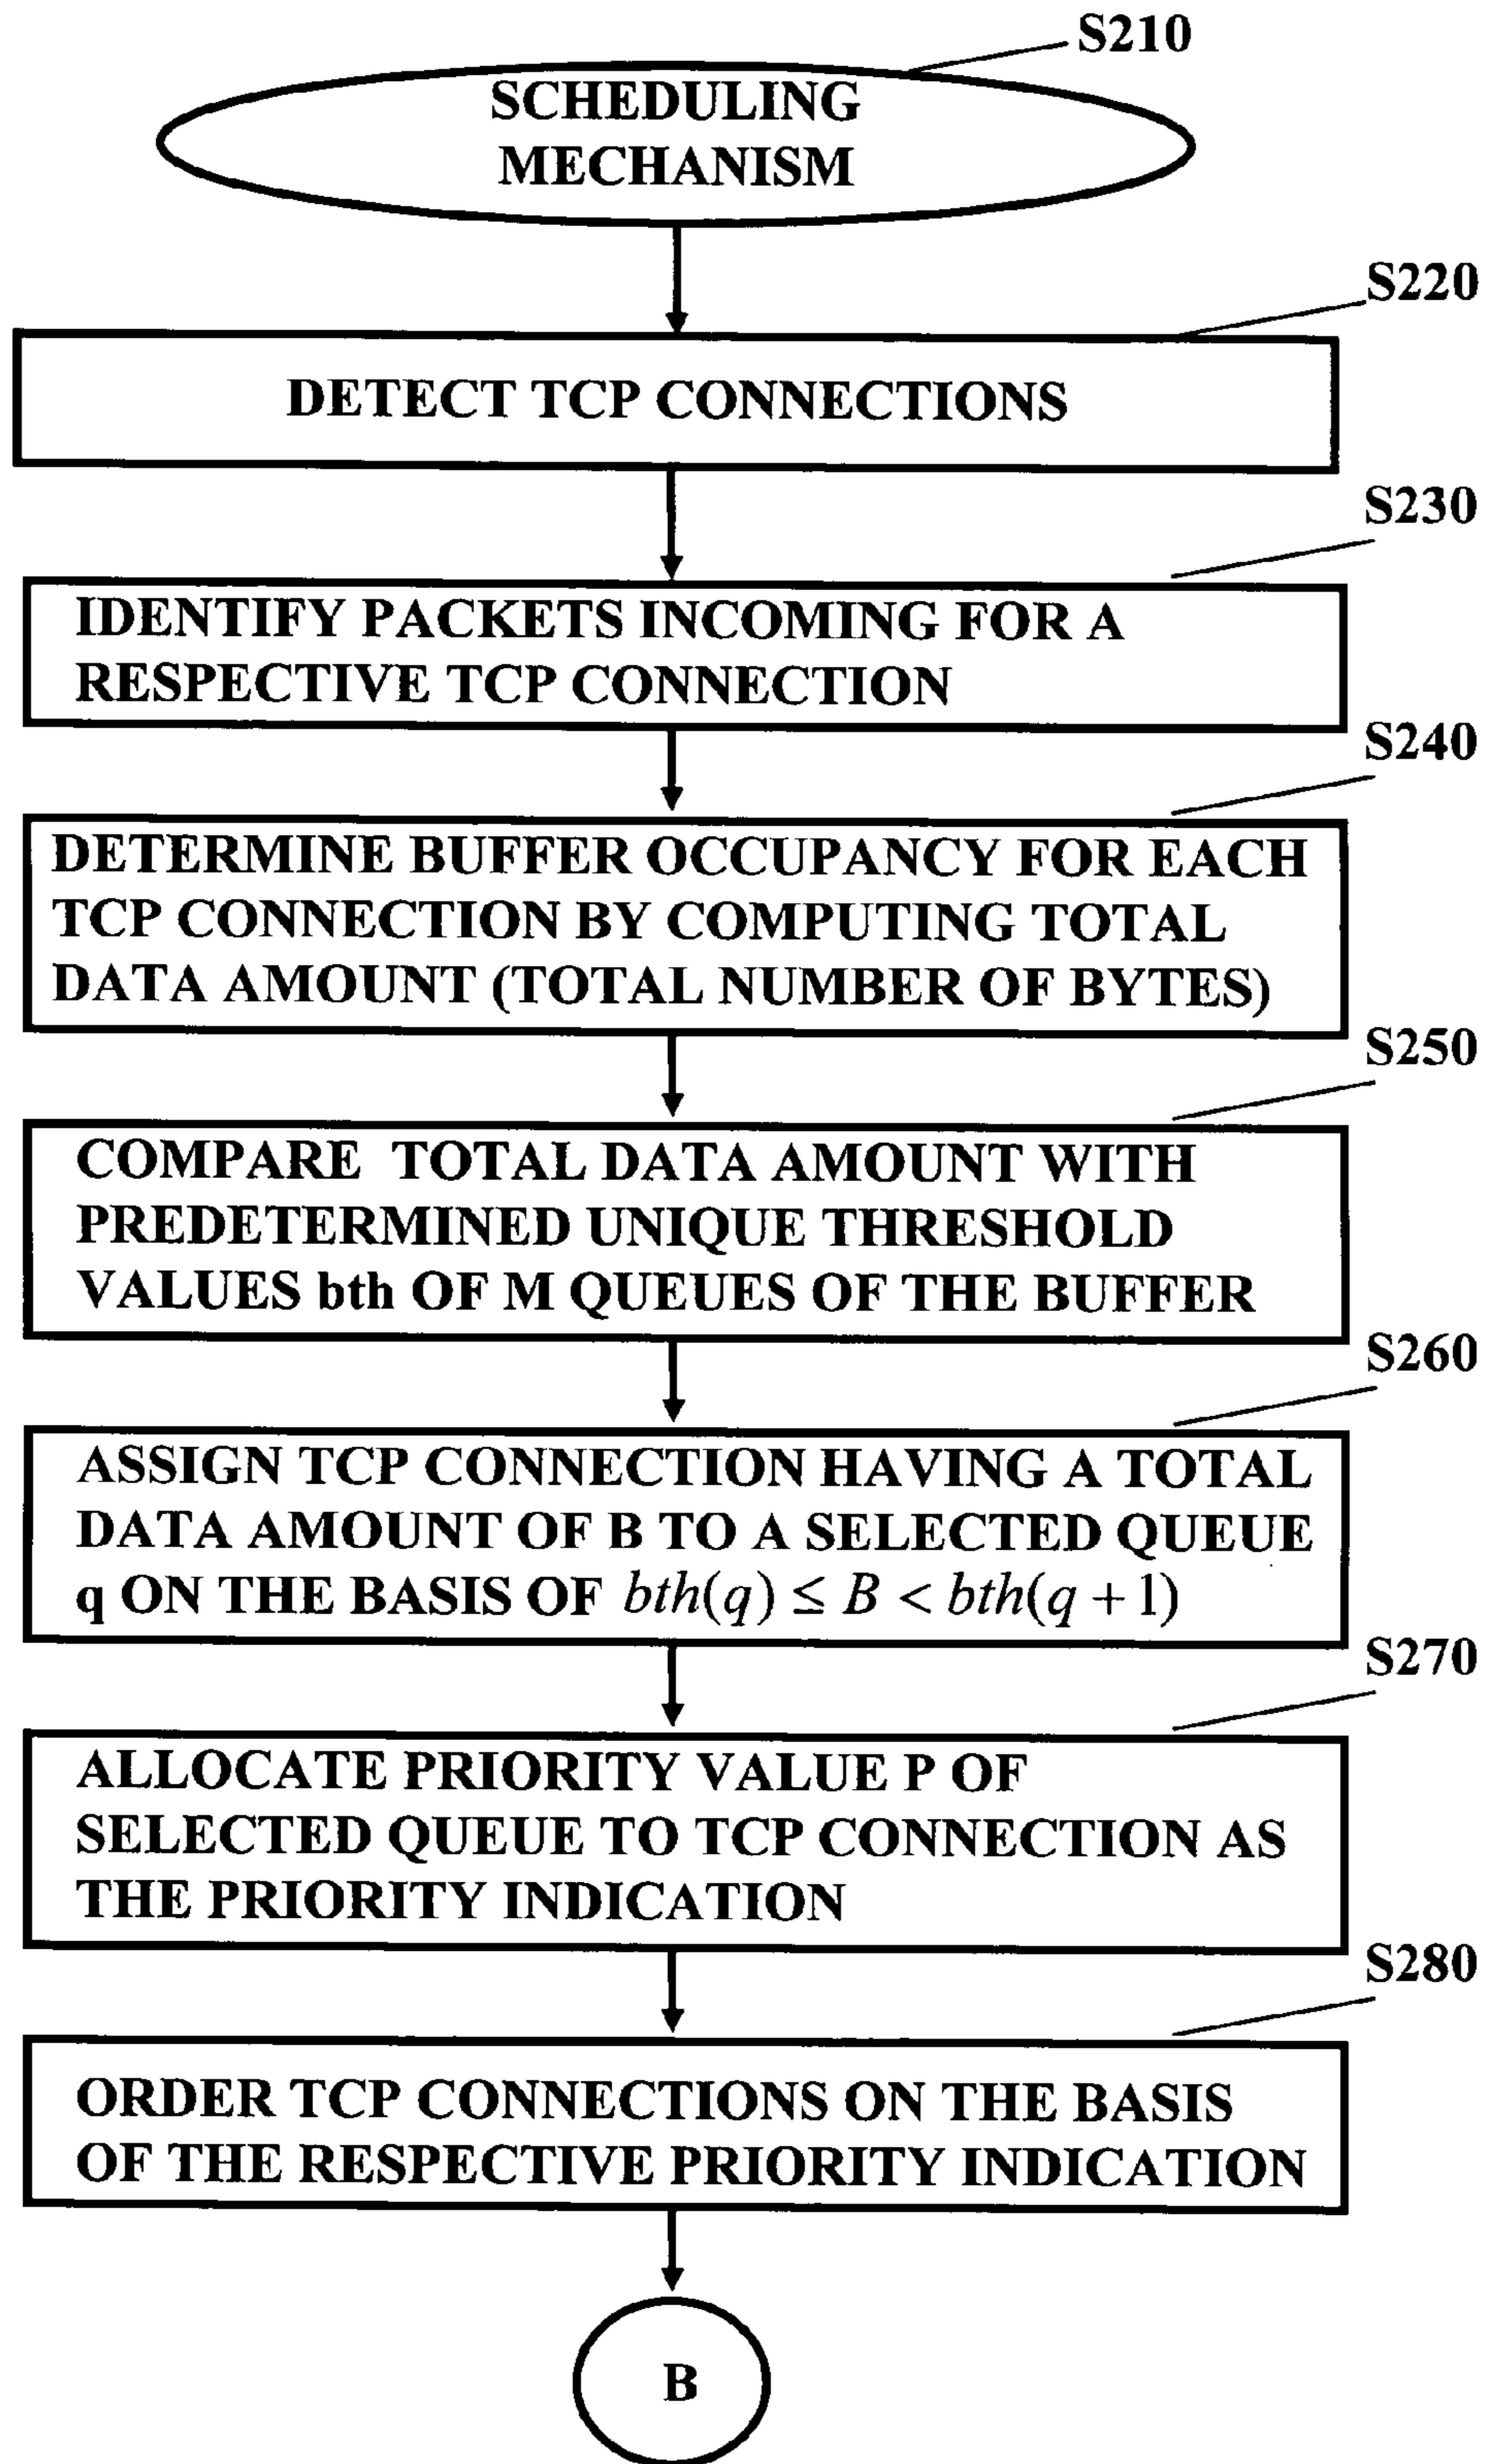 S210
SCHEDULING
MECHANISM
S220
DETECT TCP CONNECTIONS
S230
IDENTIFY PACKETS INCOMING FOR A
RESPECTIVE TCP CONNECTION
S240
DETERMINE BUFFER OCCUPANCY FOR EACH
TCP CONNECTION BY COMPUTING TOTAL
DATA AMOUNT (TOTAL NUMBER OF BYTES)
S250
COMPARE TOTAL DATA AMOUNT WITH
PREDETERMINED UNIQUE THRESHOLD
VALUES bth OF M QUEUES OF THE BUFFER
S260
ASSIGN TCP CONNECTION HAVING A TOTAL
DATA AMOUNT OF B TO A SELECTED QUEUE
q ON THE BASIS OF bth(q) ≤ B < bth(q + 1)
S270
ALLOCATE PRIORITY VALUE P OF
SELECTED QUEUE TO TCP CONNECTION AS
THE PRIORITY INDICATION
S280
ORDER TCP CONNECTIONS ON THE BASIS
OF THE RESPECTIVE PRIORITY INDICATION
B